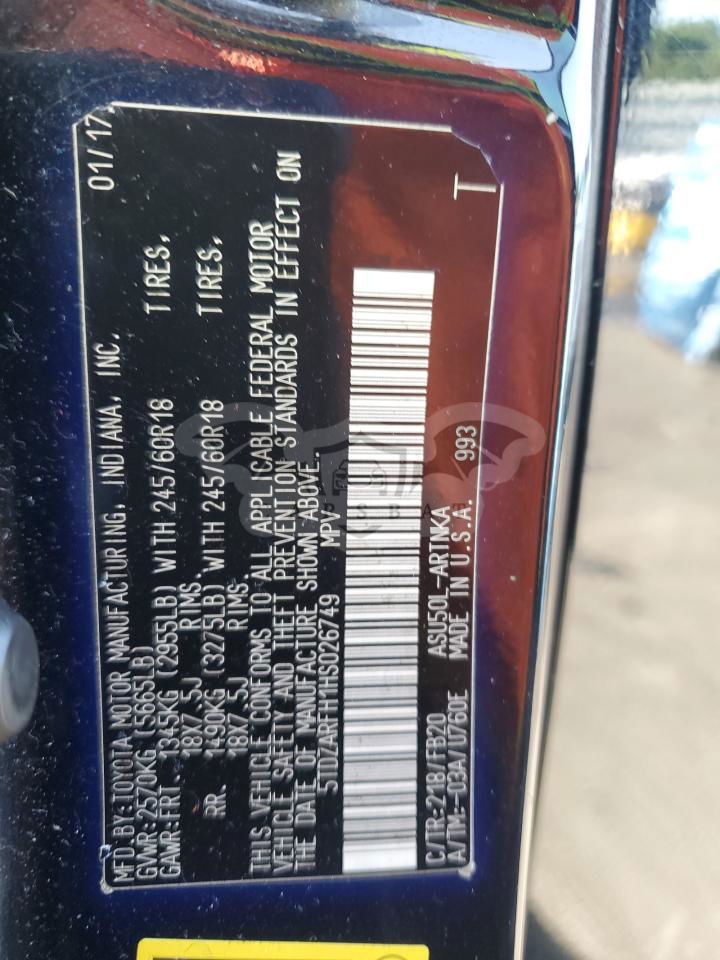 MFD. BY: TOYOTA MOTOR MANUFACTURING, INDIANA, INC. 01/17
GVWR: 2570KG (5665LB)
GAWR: FRT. 1345KG (2955LB) WITH 245/60R18 TIRES,
18X7.5J RIMS.
RR. 1490KG (3275LB) WITH 245/60R18 TIRES,
18X7.5J RIMS.
THIS VEHICLE CONFORMS TO ALL APPLICABLE FEDERAL MOTOR
VEHICLE SAFETY AND THEFT PREVENTION STANDARDS IN EFFECT ON
THE DATE OF MANUFACTURE SHOWN ABOVE.
5TDZARFH1HS026749 MPV
C/TR: 218/FB20 ASU50L-ARTNKA T
A/TM: -03A/U760E MADE IN U.S.A. 993